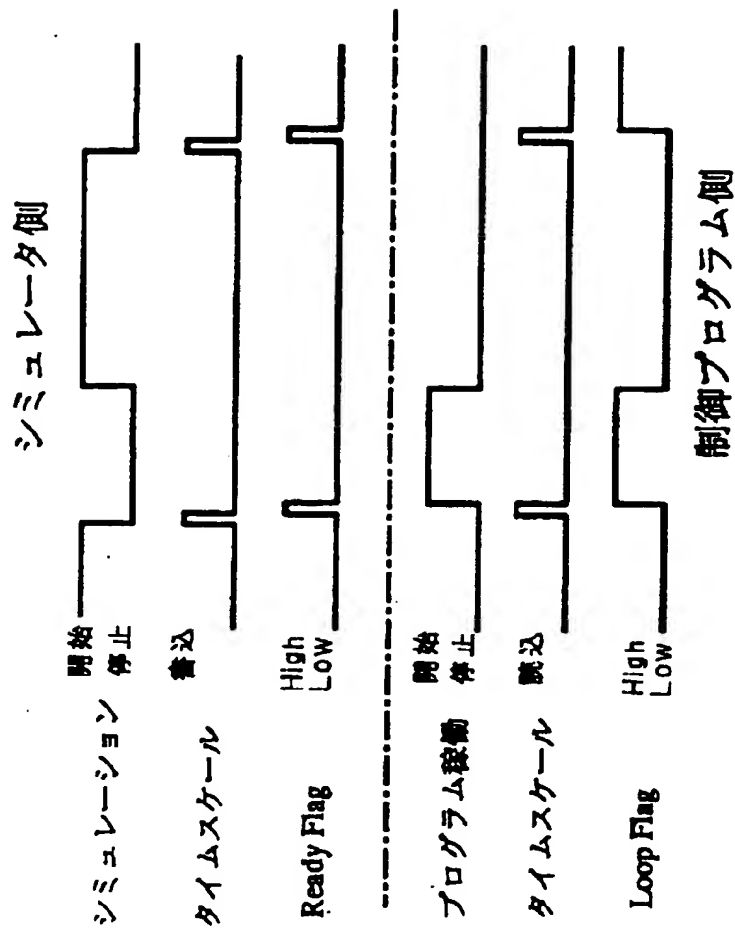 シミュレータ側
シミュレーション 開始
停止
タイムスケール 書込
Ready Flag High
Low
プログラム稼働 開始
停止
タイムスケール 読込
Loop Flag High
Low
制御プログラム側